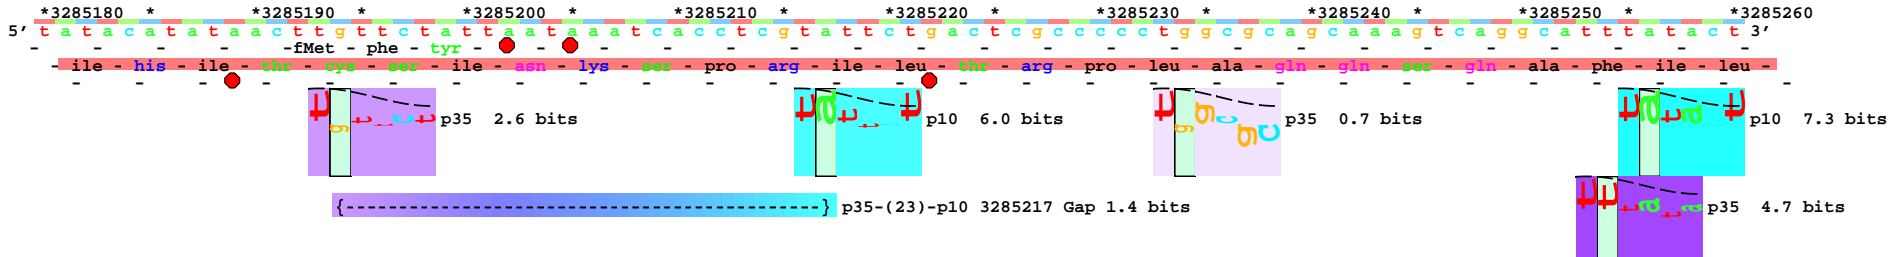 *3285180 * *3285190 * *3285200 * *3285210 * *3285220 * *3285230 * *3285240 * *3285250 * *3285260
5' t a t a c a t a t a a c t t g t t c t a t t a a t a a a t c a c c t c g t a t t c t g a c t c g c c c c c t g g c g c a g c a a a g t c a g g c a t t t a t a c t 3'
- - - - -fMet - phe - tyr - - - - - - - - - - - - - - - - - - - -
- ile - his - ile - thr - cys - ser - ile - asn - lys - ser - pro - arg - ile - leu - thr - arg - pro - leu - ala - gln - gln - ser - gln - ala - phe - ile - leu -
p35 2.6 bits
p10 6.0 bits
p35 0.7 bits
p10 7.3 bits
{-----------------------} p35-(23)-p10 3285217 Gap 1.4 bits
p35 4.7 bits